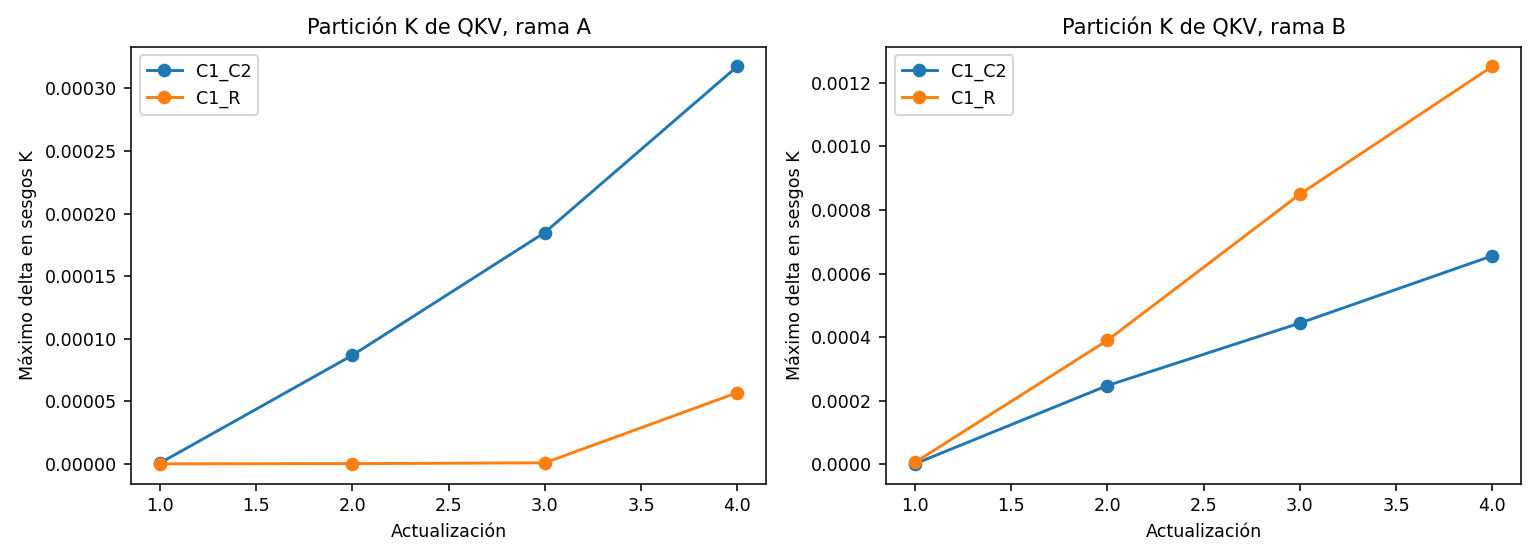 Partición K de QKV, rama A
C1_C2
C1_R
0.00030
0.00025
0.00020
0.00015
0.00010
0.00005
0.00000
Máximo delta en sesgos K
1.0 1.5 2.0 2.5 3.0 3.5 4.0
Actualización
Partición K de QKV, rama B
C1_C2
C1_R
0.0012
0.0010
0.0008
0.0006
0.0004
0.0002
0.0000
Máximo delta en sesgos K
1.0 1.5 2.0 2.5 3.0 3.5 4.0
Actualización